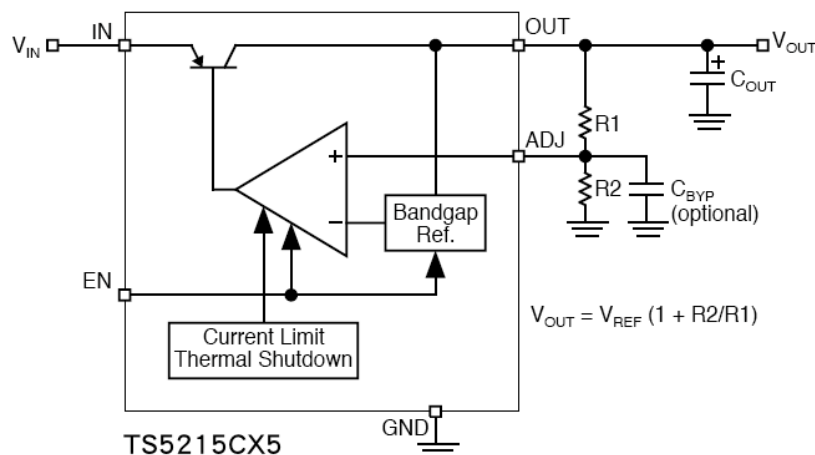 V_IN
IN
OUT
V_OUT
C_OUT
+
R1
ADJ
+
R2
C_BYP
(optional)
−
Bandgap
Ref.
EN
V_OUT = V_REF (1 + R2/R1)
Current Limit
Thermal Shutdown
GND
TS5215CX5